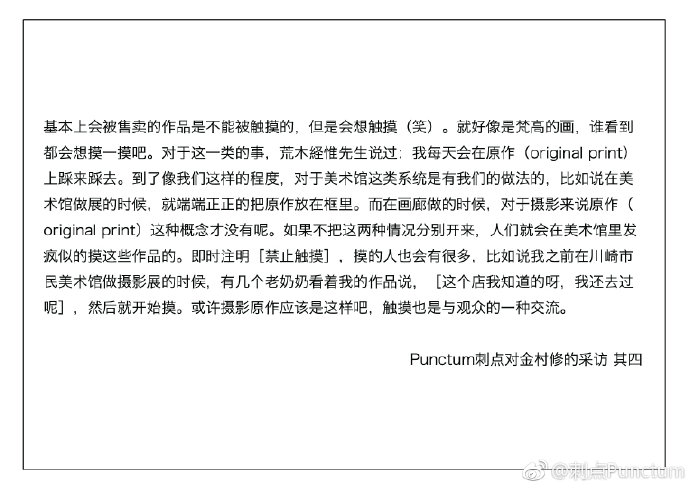 基本上会被售卖的作品是不能被触摸的，但是会想触摸（笑）。就好像是梵高的画，谁看到
都会想摸一摸吧。对于这一类的事，荒木経惟先生说过：我每天会在原作（original print）
上踩来踩去。到了像我们这样的程度，对于美术馆这类系统是有我们的做法的，比如说在美
术馆做展的时候，就端端正正的把原作放在框里。而在画廊做的时候，对于摄影来说原作（
original print）这种概念才没有呢。如果不把这两种情况分别开来，人们就会在美术馆里发
疯似的摸这些作品的。即时注明［禁止触摸］，摸的人也会有很多，比如说我之前在川崎市
民美术馆做摄影展的时候，有几个老奶奶看着我的作品说，［这个店我知道的呀，我还去过
呢］，然后就开始摸。或许摄影原作应该是这样吧，触摸也是与观众的一种交流。
Punctum刺点对金村修的采访 其四
@刺点Punctum